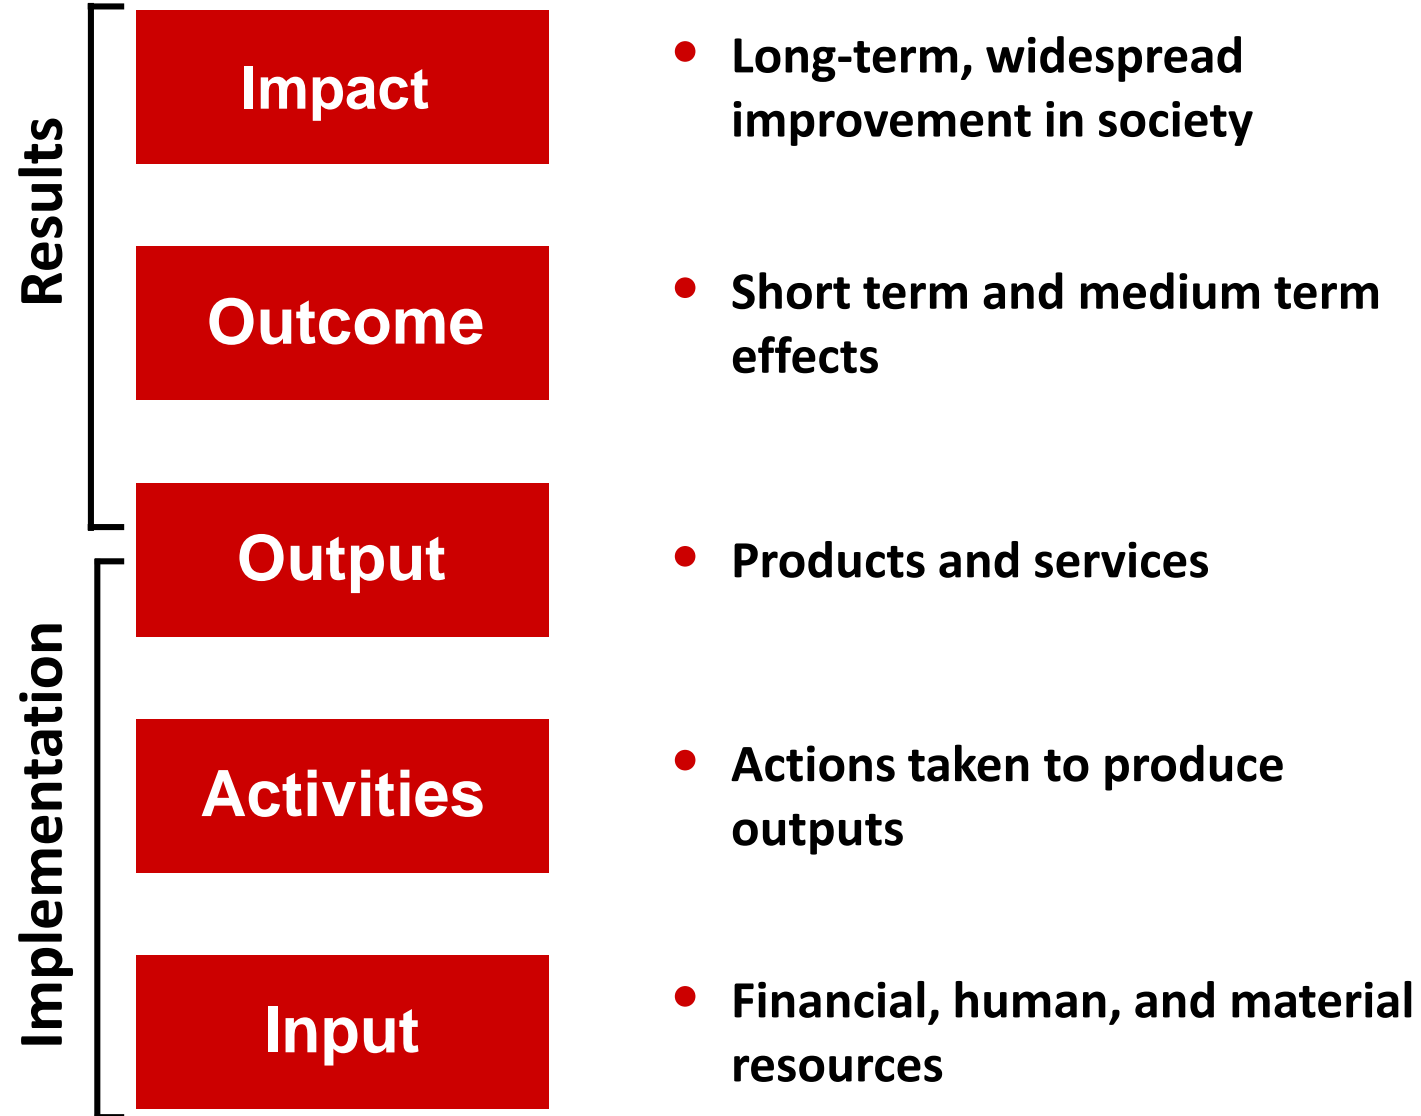 Results
Impact
• Long-term, widespread
improvement in society
Outcome
• Short term and medium term
effects
Output
• Products and services
Implementation
Activities
• Actions taken to produce
outputs
Input
• Financial, human, and material
resources